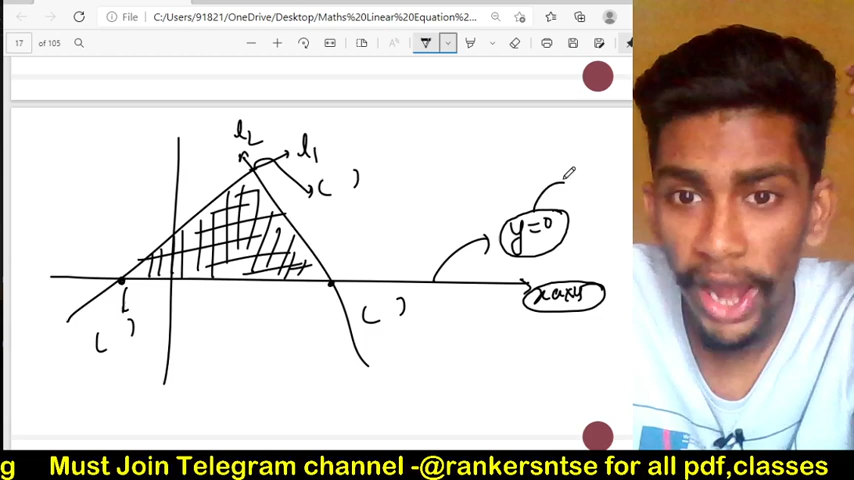 File C:/Users/91821/OneDrive/Desktop/Maths%20Linear%20Equation%2...
17 of 105
l2
l1
( )
y=0
x axis
( )
( )
g Must Join Telegram channel -@rankersntse for all pdf,classes